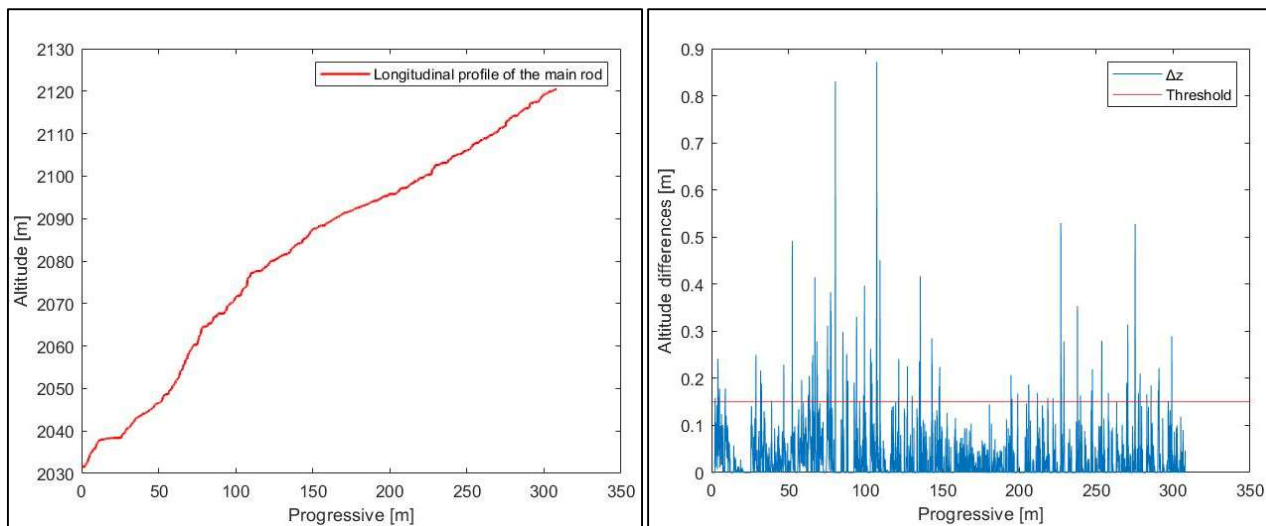 2130
2120
2110
2100
2090
2080
2070
2060
2050
2040
2030
Altitude [m]
Longitudinal profile of the main rod
0 50 100 150 200 250 300 350
Progressive [m]
0.9
0.8
0.7
0.6
0.5
0.4
0.3
0.2
0.1
0
Altitude differences [m]
Δz
Threshold
0 50 100 150 200 250 300 350
Progressive [m]